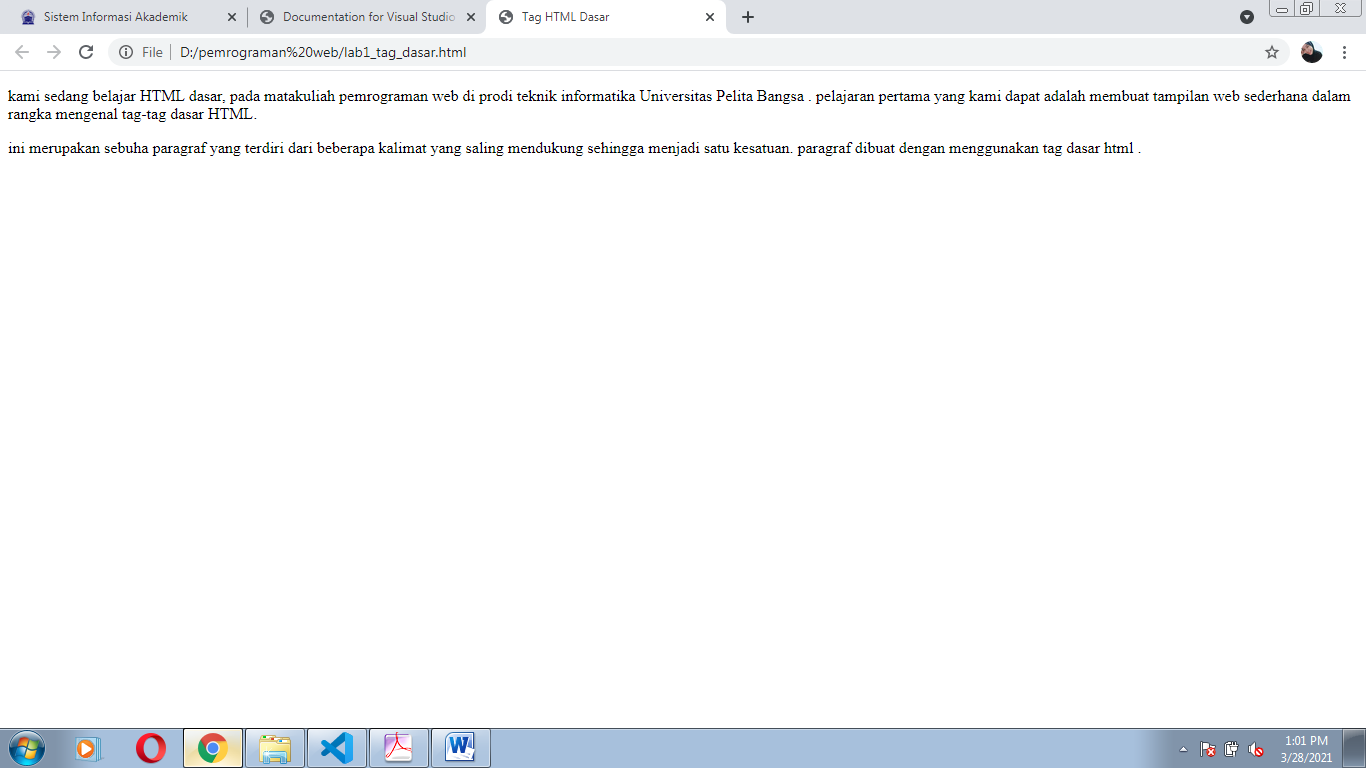 Sistem Informasi Akademik
Documentation for Visual Studio
Tag HTML Dasar
File
D:/pemrograman%20web/lab1_tag_dasar.html
kami sedang belajar HTML dasar, pada matakuliah pemrograman web di prodi teknik informatika Universitas Pelita Bangsa . pelajaran pertama yang kami dapat adalah membuat tampilan web sederhana dalam
rangka mengenal tag-tag dasar HTML.
ini merupakan sebuha paragraf yang terdiri dari beberapa kalimat yang saling mendukung sehingga menjadi satu kesatuan. paragraf dibuat dengan menggunakan tag dasar html .
1:01 PM
3/28/2021